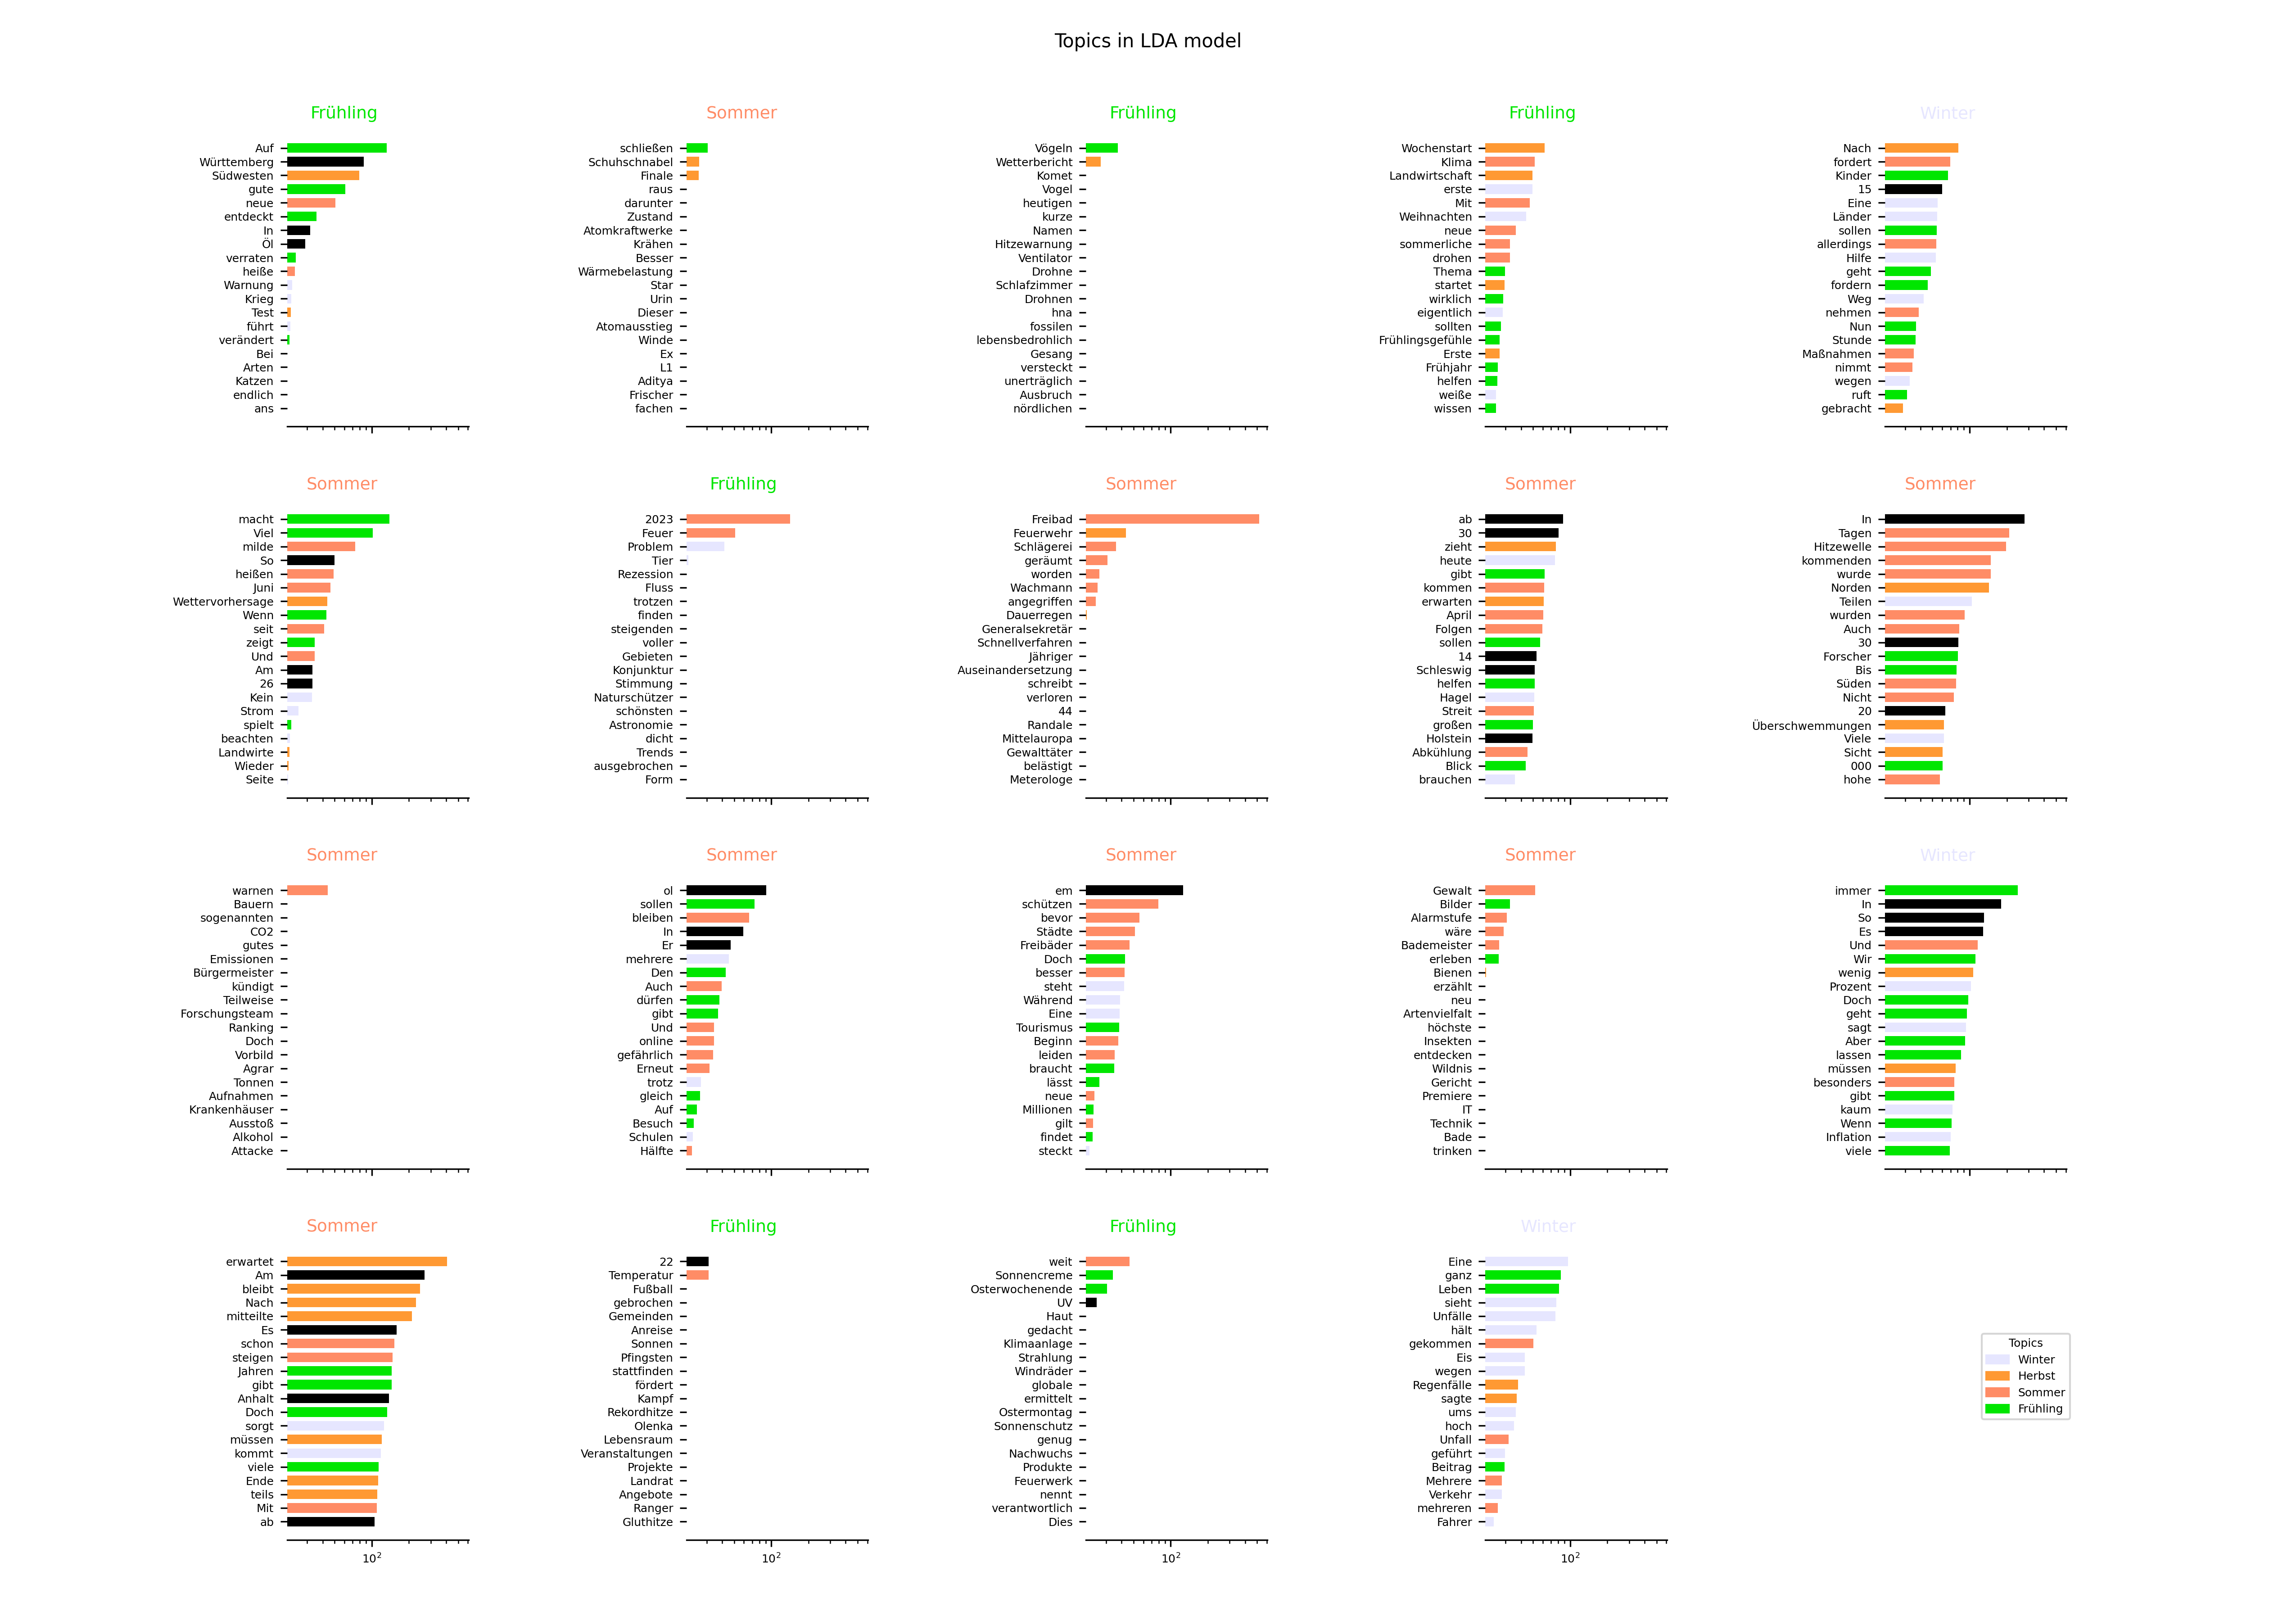 Topics in LDA model
Frühling
Auf
Württemberg
Südwesten
gute
neue
entdeckt
In
Öl
verraten
heiße
Warnung
Krieg
Test
führt
verändert
Bei
Arten
Katzen
endlich
ans
Sommer
schließen
Schuhschnabel
Finale
raus
darunter
Zustand
Atomkraftwerke
Krähen
Besser
Wärmebelastung
Star
Urin
Dieser
Atomausstieg
Winde
Ex
L1
Aditya
Frischer
fachen
Frühling
Vögeln
Wetterbericht
Komet
Vogel
heutigen
kurze
Namen
Hitzewarnung
Ventilator
Drohne
Schlafzimmer
Drohnen
hna
fossilen
lebensbedrohlich
Gesang
versteckt
unerträglich
Ausbruch
nördlichen
Frühling
Wochenstart
Klima
Landwirtschaft
erste
Mit
Weihnachten
neue
sommerliche
drohen
Thema
startet
wirklich
eigentlich
sollten
Frühlingsgefühle
Erste
Frühjahr
helfen
weiße
wissen
Winter
Nach
fordert
Kinder
15
Eine
Länder
sollen
allerdings
Hilfe
geht
fordern
Weg
nehmen
Nun
Stunde
Maßnahmen
nimmt
wegen
ruft
gebracht
Sommer
macht
Viel
milde
So
heißen
Juni
Wettervorhersage
Wenn
seit
zeigt
Und
Am
26
Kein
Strom
spielt
beachten
Landwirte
Wieder
Seite
Frühling
2023
Feuer
Problem
Tier
Rezession
Fluss
trotzen
finden
steigenden
voller
Gebieten
Konjunktur
Stimmung
Naturschützer
schönsten
Astronomie
dicht
Trends
ausgebrochen
Form
Sommer
Freibad
Feuerwehr
Schlägerei
geräumt
worden
Wachmann
angegriffen
Dauerregen
Generalsekretär
Schnellverfahren
Jähriger
Auseinandersetzung
schreibt
verloren
44
Randale
Mitteleuropa
Gewalttäter
belästigt
Meterologe
Sommer
ab
30
zieht
heute
gibt
kommen
erwarten
April
Folgen
sollen
14
Schleswig
helfen
Hagel
Streit
großen
Holstein
Abkühlung
Blick
brauchen
Sommer
In
Tagen
Hitzewelle
kommenden
wurde
Norden
Teilen
wurden
Auch
30
Forscher
Bis
Süden
Nicht
20
Überschwemmungen
Viele
Sicht
000
hohe
Sommer
warnen
Bauern
sogenannten
CO2
gutes
Emissionen
Bürgermeister
kündigt
Teilweise
Forschungsteam
Ranking
Doch
Vorbild
Agrar
Tonnen
Aufnahmen
Krankenhäuser
Ausstoß
Alkohol
Attacke
Sommer
ol
sollen
bleiben
In
Er
mehrere
Den
Auch
dürfen
gibt
Und
online
gefährlich
Erneut
trotz
gleich
Auf
Besuch
Schulen
Hälfte
Sommer
em
schützen
bevor
Städte
Freibäder
Doch
besser
steht
Während
Eine
Tourismus
Beginn
leiden
braucht
lässt
neue
Millionen
gilt
findet
steckt
Sommer
Gewalt
Bilder
Alarmstufe
wäre
Bademeister
erleben
Bienen
erzählt
neu
Artenvielfalt
höchste
Insekten
entdecken
Wildnis
Gericht
Premiere
IT
Technik
Bade
trinken
Winter
immer
In
So
Es
Und
Wir
wenig
Prozent
Doch
geht
sagt
Aber
lassen
müssen
besonders
gibt
kaum
Wenn
Inflation
viele
Sommer
erwartet
Am
bleibt
Nach
mitteilte
Es
schon
steigen
Jahren
gibt
Anhalt
Doch
sorgt
müssen
kommt
viele
Ende
teils
Mit
ab
10²
Frühling
22
Temperatur
Fußball
gebrochen
Gemeinden
Anreise
Sonnen
Pfingsten
stattfinden
fördert
Kampf
Rekordhitze
Olenka
Lebensraum
Veranstaltungen
Projekte
Landrat
Angebote
Ranger
Gluthitze
10²
Frühling
weit
Sonnencreme
Osterwochenende
UV
Haut
gedacht
Klimaanlage
Strahlung
Windräder
globale
ermittelt
Ostermontag
Sonnenschutz
genug
Nachwuchs
Produkte
Feuerwerk
nennt
verantwortlich
Dies
10²
Winter
Eine
ganz
Leben
sieht
Unfälle
hält
gekommen
Eis
wegen
Regenfälle
sagte
ums
hoch
Unfall
geführt
Beitrag
Mehrere
Verkehr
mehreren
Fahrer
10²
Topics
Winter
Herbst
Sommer
Frühling